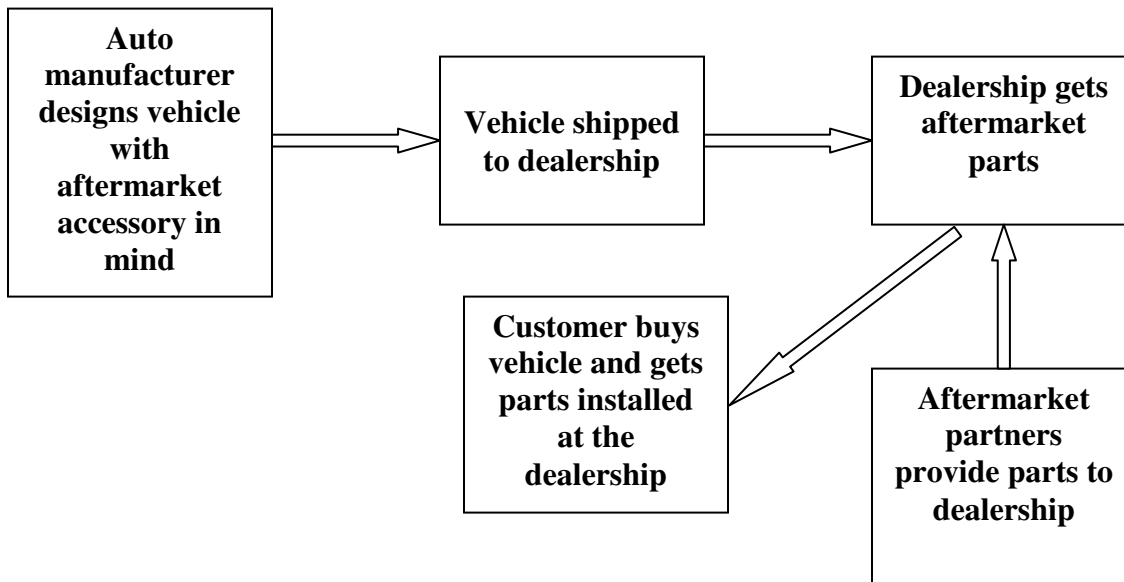 Auto
manufacturer
designs vehicle
with
aftermarket
accessory in
mind
Vehicle shipped
to dealership
Dealership gets
aftermarket
parts
Customer buys
vehicle and gets
parts installed
at the
dealership
Aftermarket
partners
provide parts to
dealership